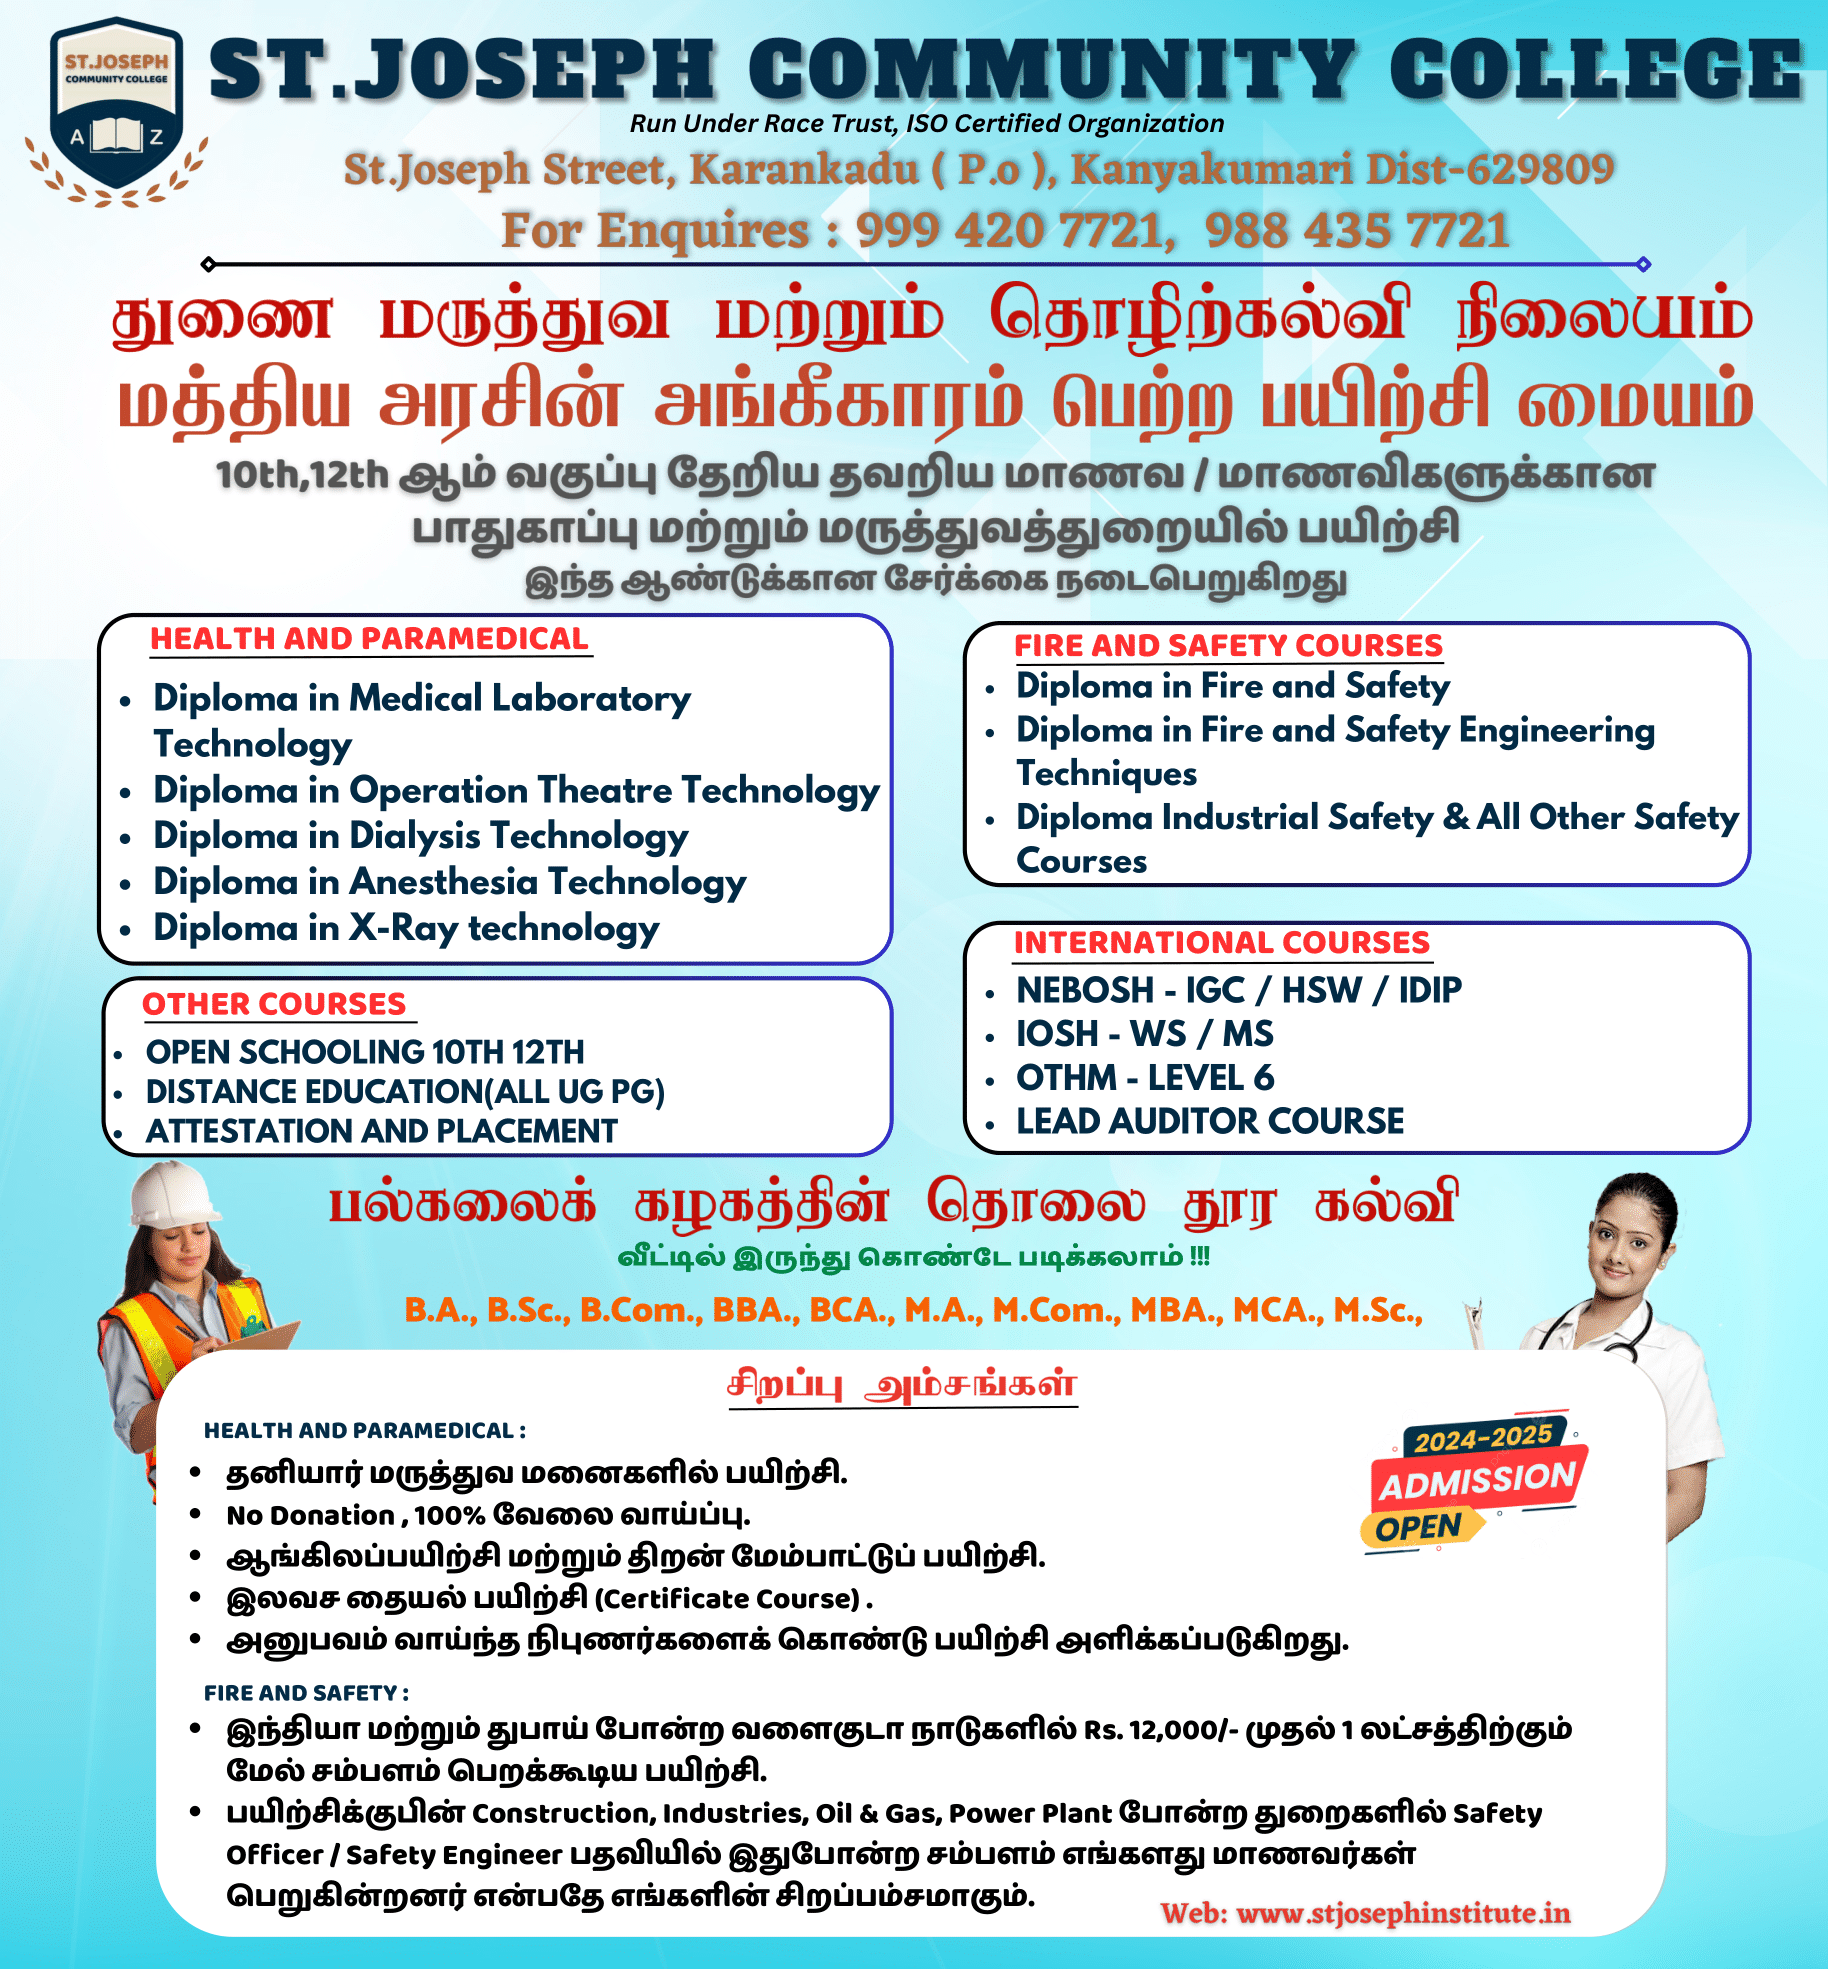 ST.JOSEPH
COMMUNITY COLLEGE
A Z
ST.JOSEPH COMMUNITY COLLEGE
Run Under Race Trust, ISO Certified Organization
St.Joseph Street, Karankadu ( P.o ), Kanyakumari Dist-629809
For Enquires : 999 420 7721, 988 435 7721
துணை மருத்துவ மற்றும் தொழிற்கல்வி நிலையம்
மத்திய அரசின் அங்கீகாரம் பெற்ற பயிற்சி மையம்
10th,12th ஆம் வகுப்பு தேறிய தவறிய மாணவ / மாணவிகளுக்கான
பாதுகாப்பு மற்றும் மருத்துவத்துறையில் பயிற்சி
இந்த ஆண்டுக்கான சேர்க்கை நடைபெறுகிறது
HEALTH AND PARAMEDICAL
• Diploma in Medical Laboratory
Technology
• Diploma in Operation Theatre Technology
• Diploma in Dialysis Technology
• Diploma in Anesthesia Technology
• Diploma in X-Ray technology
OTHER COURSES
• OPEN SCHOOLING 10TH 12TH
• DISTANCE EDUCATION(ALL UG PG)
• ATTESTATION AND PLACEMENT
FIRE AND SAFETY COURSES
• Diploma in Fire and Safety
• Diploma in Fire and Safety Engineering
Techniques
• Diploma Industrial Safety & All Other Safety
Courses
INTERNATIONAL COURSES
• NEBOSH - IGC / HSW / IDIP
• IOSH - WS / MS
• OTHM - LEVEL 6
• LEAD AUDITOR COURSE
பல்கலைக் கழகத்தின் தொலை தூர கல்வி
வீட்டில் இருந்து கொண்டே படிக்கலாம் !!!
B.A., B.Sc., B.Com., BBA., BCA., M.A., M.Com., MBA., MCA., M.Sc.,
சிறப்பு அம்சங்கள்
HEALTH AND PARAMEDICAL :
• தனியார் மருத்துவ மனைகளில் பயிற்சி.
• No Donation , 100% வேலை வாய்ப்பு.
• ஆங்கிலப்பயிற்சி மற்றும் திறன் மேம்பாட்டுப் பயிற்சி.
• இலவச தையல் பயிற்சி (Certificate Course) .
• அனுபவம் வாய்ந்த நிபுணர்களைக் கொண்டு பயிற்சி அளிக்கப்படுகிறது.
2024-2025
ADMISSION
OPEN
FIRE AND SAFETY :
• இந்தியா மற்றும் துபாய் போன்ற வளைகுடா நாடுகளில் Rs. 12,000/- முதல் 1 லட்சத்திற்கும்
மேல் சம்பளம் பெறக்கூடிய பயிற்சி.
• பயிற்சிக்குபின் Construction, Industries, Oil & Gas, Power Plant போன்ற துறைகளில் Safety
Officer / Safety Engineer பதவியில் இதுபோன்ற சம்பளம் எங்களது மாணவர்கள்
பெறுகின்றனர் என்பதே எங்களின் சிறப்பம்சமாகும்.
Web: www.stjosephinstitute.in